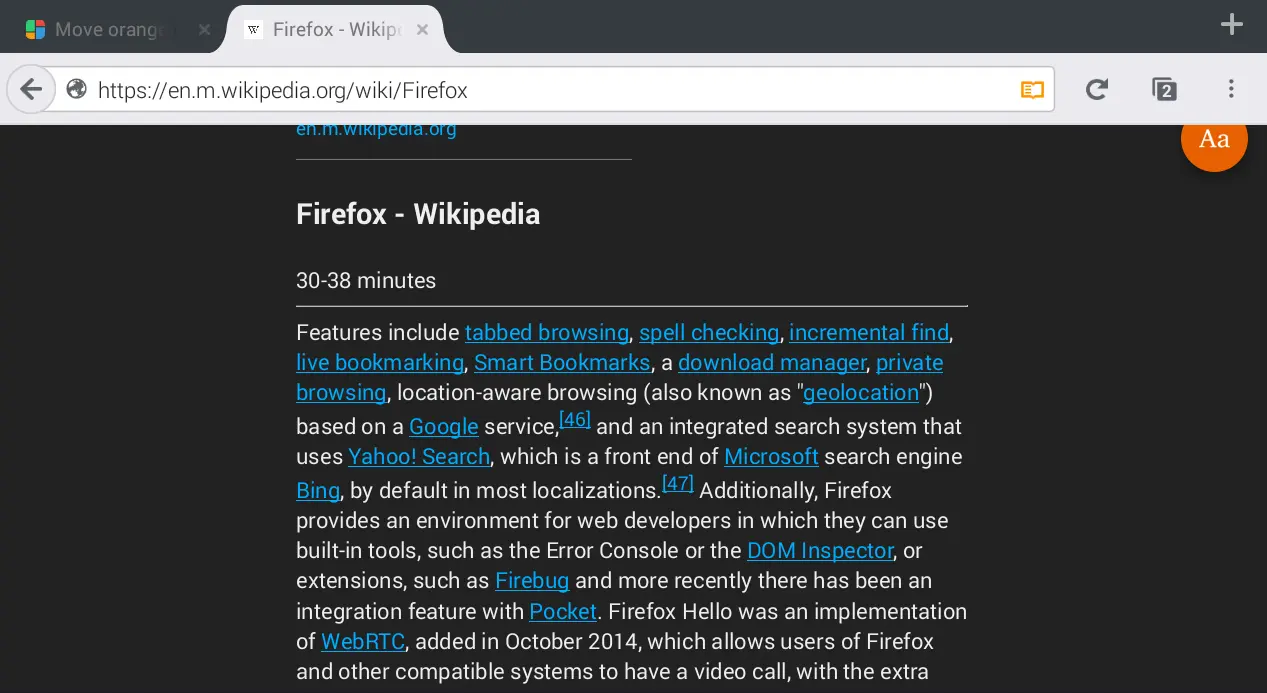 Move orang
Firefox - Wikip
https://en.m.wikipedia.org/wiki/Firefox
2
en.m.wikipedia.org
Aa
Firefox - Wikipedia
30-38 minutes
Features include tabbed browsing, spell checking, incremental find,
live bookmarking, Smart Bookmarks, a download manager, private
browsing, location-aware browsing (also known as "geolocation")
based on a Google service,[46] and an integrated search system that
uses Yahoo! Search, which is a front end of Microsoft search engine
Bing, by default in most localizations.[47] Additionally, Firefox
provides an environment for web developers in which they can use
built-in tools, such as the Error Console or the DOM Inspector, or
extensions, such as Firebug and more recently there has been an
integration feature with Pocket. Firefox Hello was an implementation
of WebRTC, added in October 2014, which allows users of Firefox
and other compatible systems to have a video call, with the extra